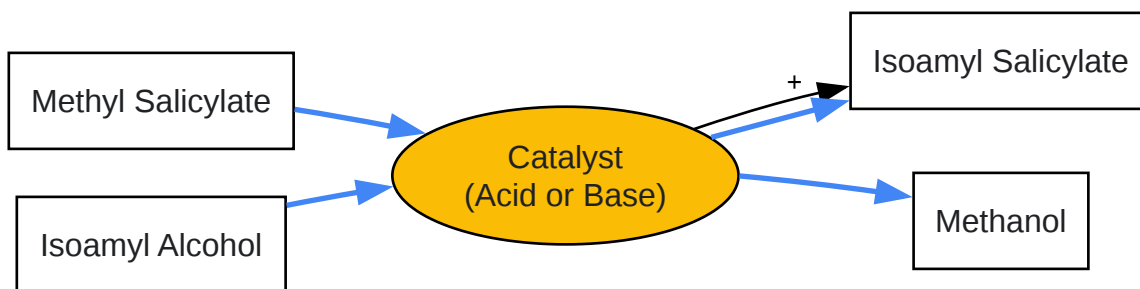 Methyl Salicylate
Isoamyl Alcohol
Catalyst
(Acid or Base)
+
Isoamyl Salicylate
Methanol